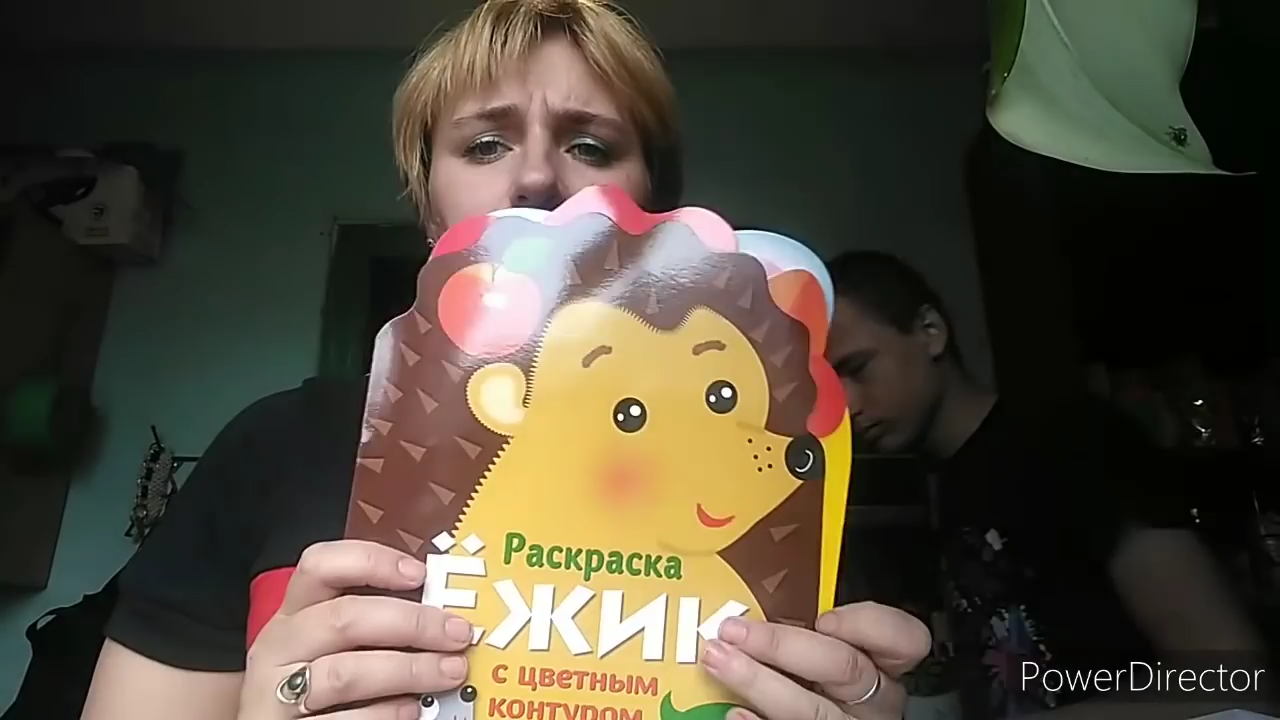 Раскраска
Ёжик
с цветным
контуром
PowerDirector